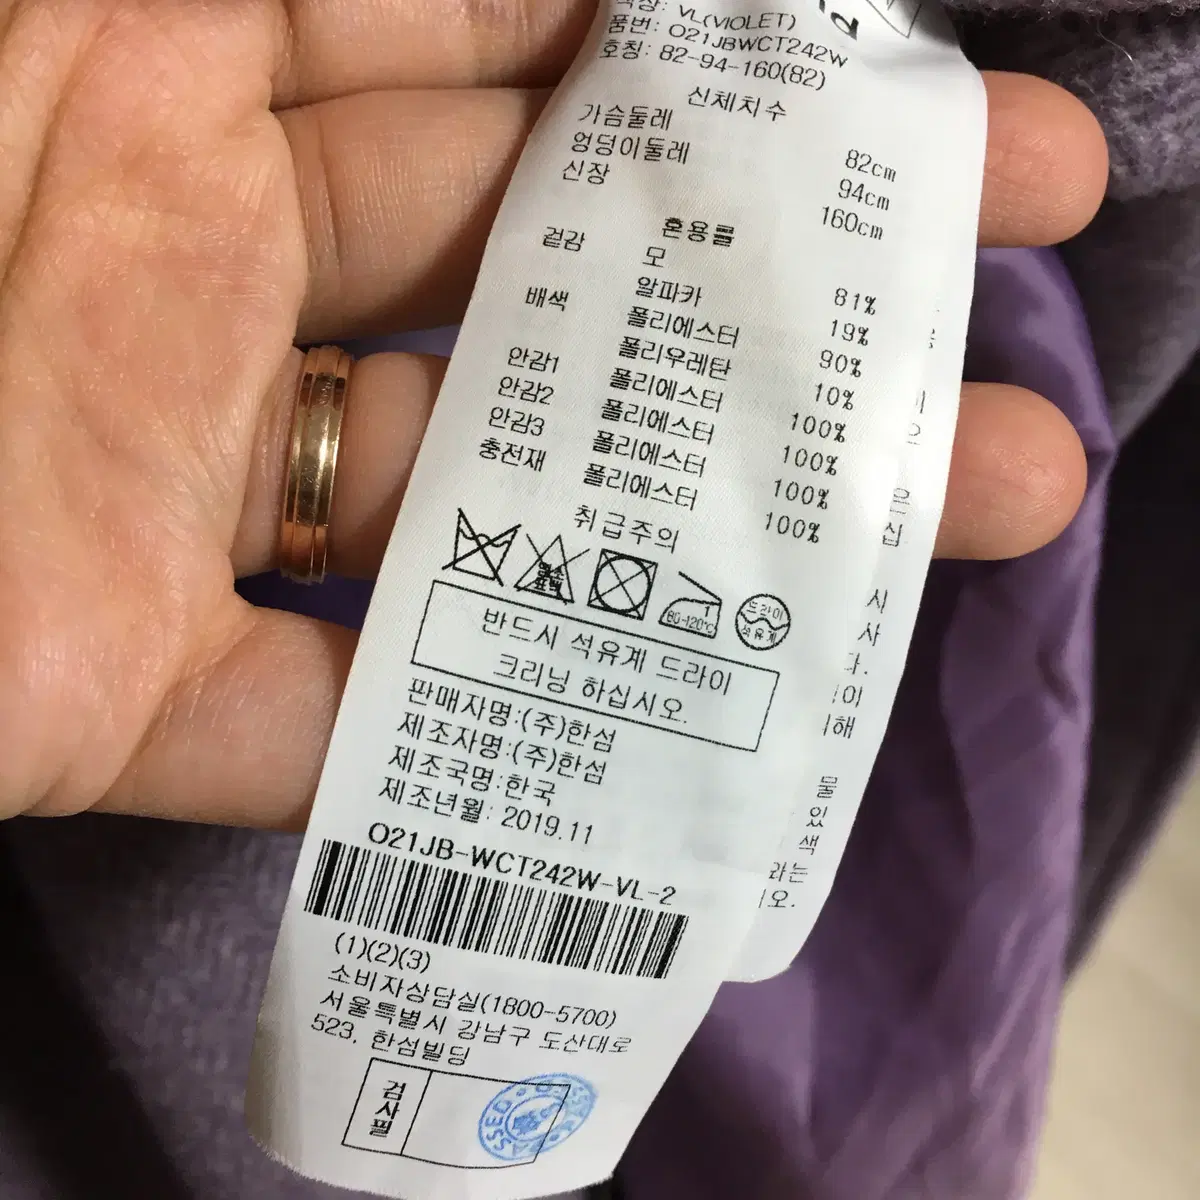 색상: VL(VIOLET)
품번: O21JBWCT242W
호칭: 82-94-160(82)
신체치수
가슴둘레 82cm
엉덩이둘레 94cm
신장 160cm
혼용률
겉감 모 81%
알파카 19%
배색 폴리에스터 90%
폴리우레탄 10%
안감1 폴리에스터 100%
안감2 폴리에스터 100%
안감3 폴리에스터 100%
충전재 폴리에스터 100%
취급주의
염소
표백
1
80-120℃
드라이
석유계
반드시 석유계 드라이
크리닝 하십시오.
판매자명:(주)한섬
제조자명:(주)한섬
제조국명:한국
제조년월: 2019.11
O21JB-WCT242W-VL-2
(1)(2)(3)
소비자상담실(1800-5700)
서울특별시 강남구 도산대로
523, 한섬빌딩
검사필
PASSED